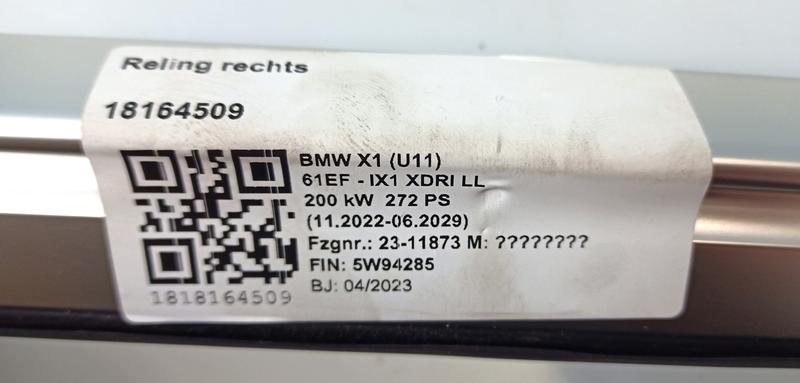 Reling rechts
18164509
BMW X1 (U11)
61EF - IX1 XDRI LL
200 kW 272 PS
(11.2022-06.2029)
Fzgnr.: 23-11873 M: ????????
FIN: 5W94285
BJ: 04/2023
1818164509